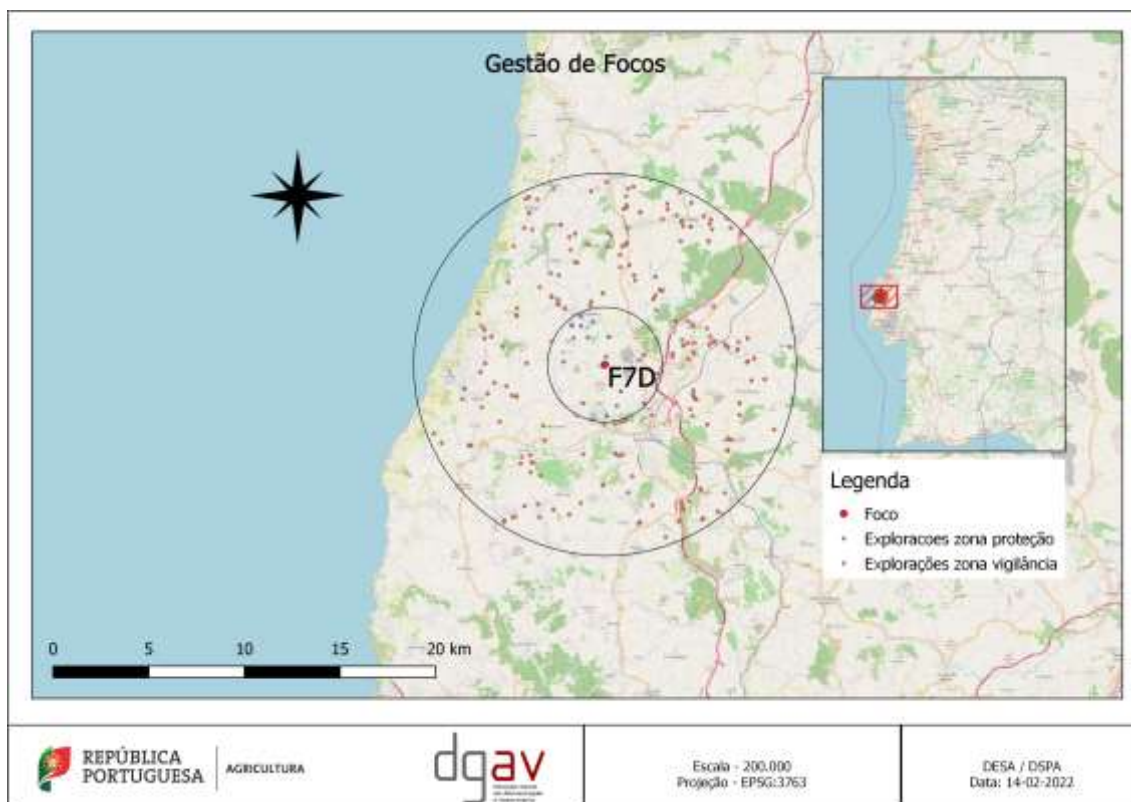 Gestão de Focos
F7D
Legenda
Foco
Exploracoes zona proteção
Explorações zona vigilância
0 5 10 15 20 km
REPÚBLICA
PORTUGUESA
AGRICULTURA
dgav
Escala - 200.000
Projeção - EPSG:3763
DESA / DSPA
Data: 14-02-2022